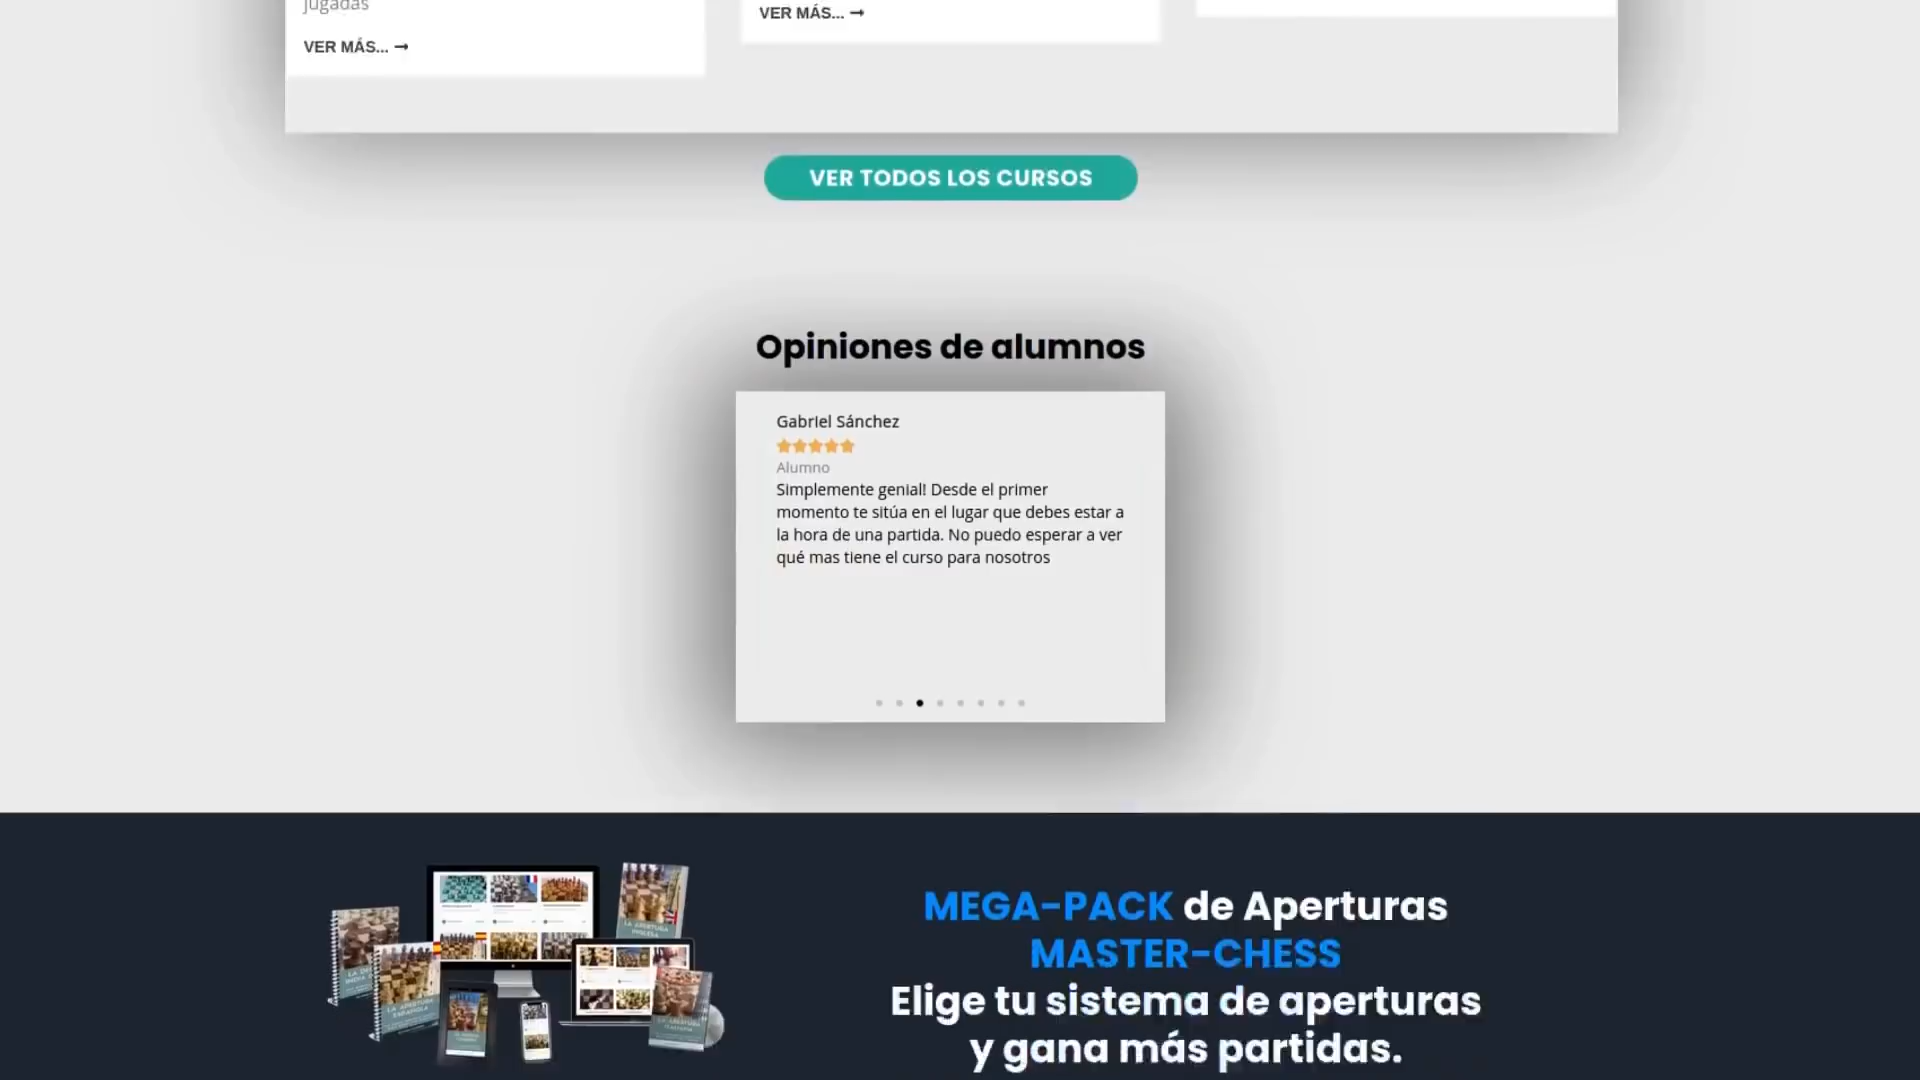 jugadas
VER MÁS... ➞
VER MÁS... ➞
VER TODOS LOS CURSOS
Opiniones de alumnos
Gabriel Sánchez
Alumno
Simplemente genial! Desde el primer
momento te sitúa en el lugar que debes estar a
la hora de una partida. No puedo esperar a ver
qué mas tiene el curso para nosotros
MEGA-PACK de Aperturas
MASTER-CHESS
Elige tu sistema de aperturas
y gana más partidas.